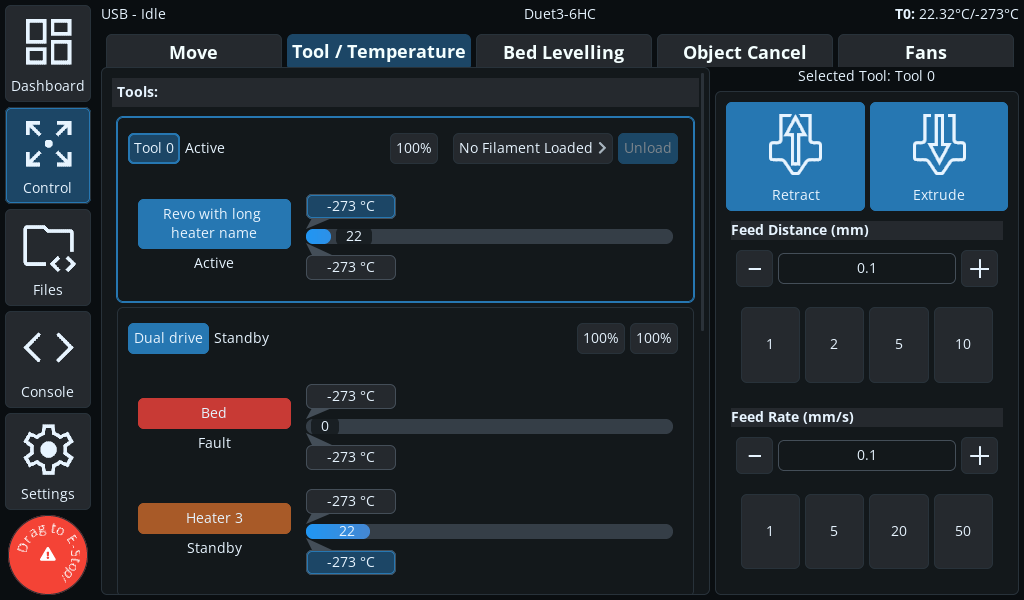 USB - Idle
Duet3-6HC
T0: 22.32°C/-273°C
Dashboard
Control
Files
Console
Settings
Drag to E-Stop!
Move
Tool / Temperature
Bed Levelling
Object Cancel
Fans
Tools:
Tool 0
Active
100%
No Filament Loaded
Unload
Revo with long
heater name
Active
-273 °C
22
-273 °C
Dual drive
Standby
100%
100%
Bed
Fault
-273 °C
0
-273 °C
Heater 3
Standby
-273 °C
22
-273 °C
Selected Tool: Tool 0
Retract
Extrude
Feed Distance (mm)
0.1
1
2
5
10
Feed Rate (mm/s)
0.1
1
5
20
50